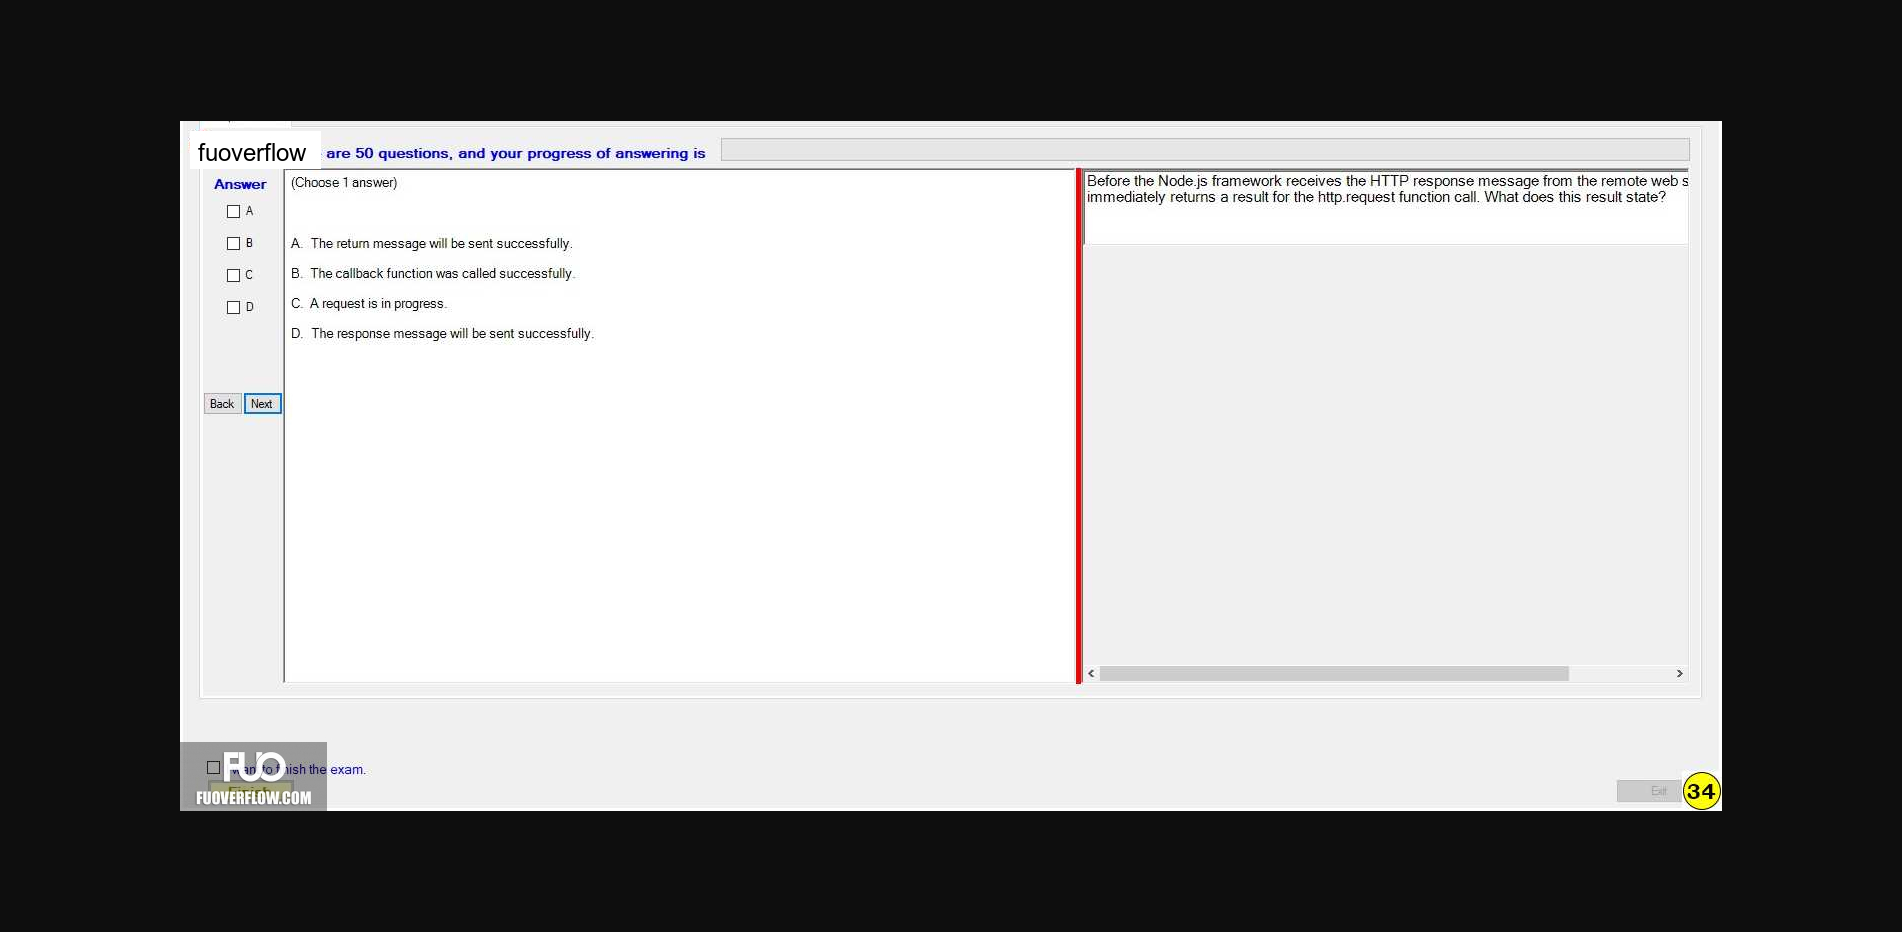 fuoverflow are 50 questions, and your progress of answering is
Answer
A
B
C
D
Back Next
(Choose 1 answer)
A. The return message will be sent successfully.
B. The callback function was called successfully.
C. A request is in progress.
D. The response message will be sent successfully.
Before the Node.js framework receives the HTTP response message from the remote web s
immediately returns a result for the http.request function call. What does this result state?
FUO
want to finish the exam.
Finish
FUOVERFLOW.COM
Exit
34